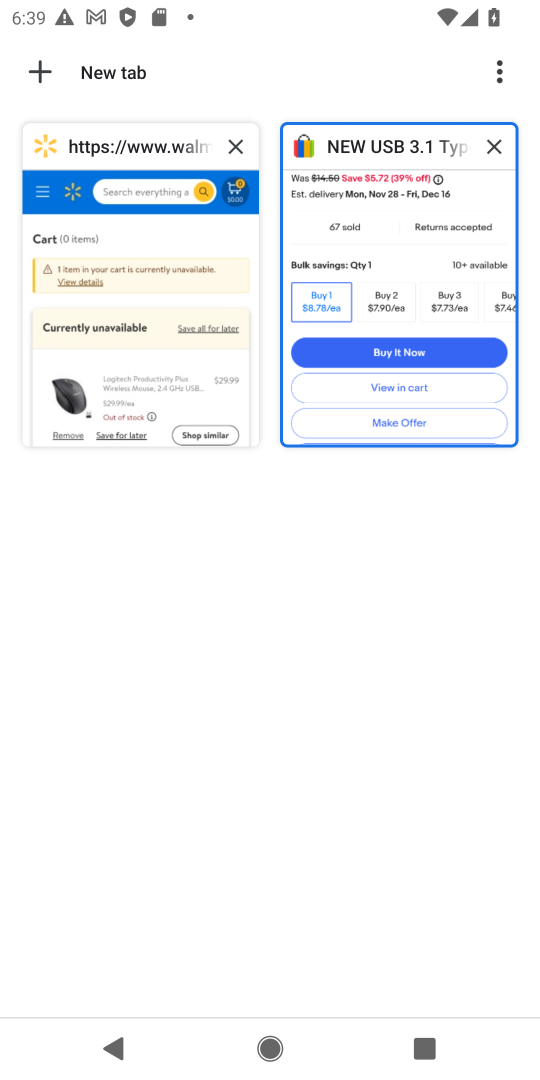 6:39
New tab
https://www.walm
NEW USB 3.1 Typ
Search everything a
0
$0.00
Cart (0 items)
1 item in your cart is currently unavailable.
View details
Currently unavailable
Save all for later
Logitech Productivity Plus
Wireless Mouse, 2.4 GHz USB...
$29.99
$29.99/ea
Out of stock
Remove
Save for later
Shop similar
Was $14.50 Save $5.72 (39% off)
Est. delivery Mon, Nov 28 - Fri, Dec 16
67 sold
Returns accepted
Bulk savings: Qty 1
10+ available
Buy 1
$8.78/ea
Buy 2
$7.90/ea
Buy 3
$7.73/ea
Buy
$7.46
Buy It Now
View in cart
Make Offer